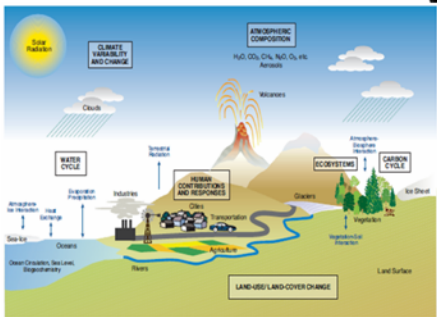 Solar
Radiation
CLIMATE
VARIABILITY
AND CHANGE
ATMOSPHERIC
COMPOSITION
H₂O, CO₂, CH₄, N₂O, O₃, etc.
Aerosols
Clouds
Volcanoes
WATER
CYCLE
Terrestrial
Radiation
Atmosphere-
Biosphere
Interaction
ECOSYSTEMS
CARBON
CYCLE
HUMAN
CONTRIBUTIONS
AND RESPONSES
Atmosphere-
Ice Interaction
Heat
Exchange
Evaporation
Precipitation
Industries
Cities
Transportation
Glaciers
Ice Sheet
Vegetation
Sea-Ice
Oceans
Agriculture
Vegetation-Soil
Interaction
Ocean Circulation, Sea Level,
Biogeochemistry
Rivers
Land Surface
LAND-USE/ LAND-COVER CHANGE